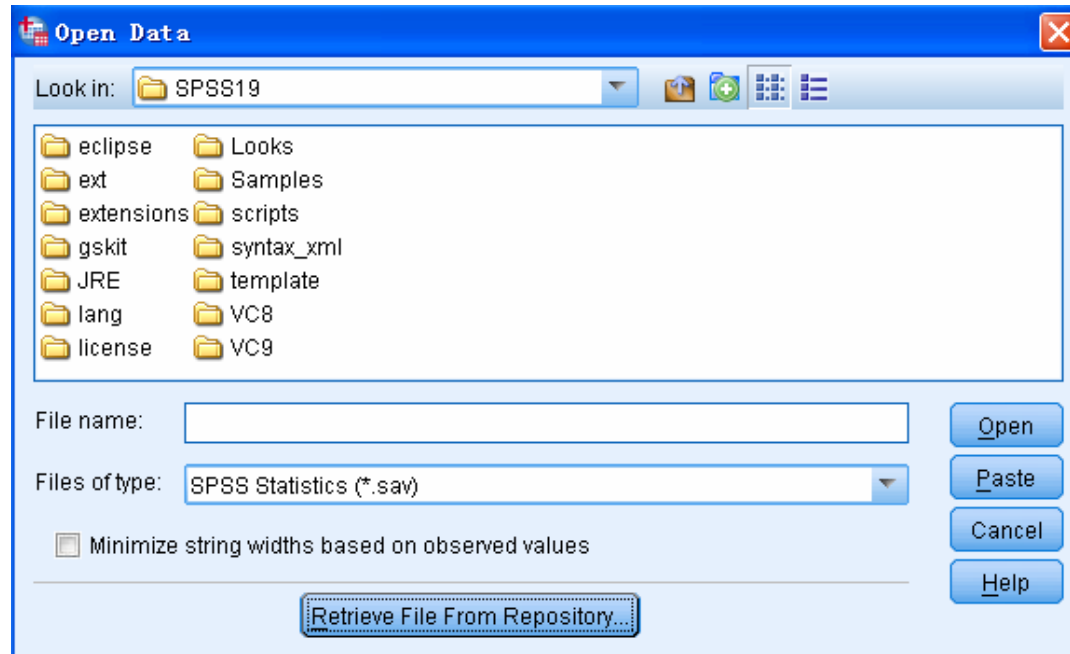 Open Data
Look in: SPSS19
eclipse Looks
ext Samples
extensions scripts
gskit syntax_xml
JRE template
lang VC8
license VC9
File name: Open
Files of type: SPSS Statistics (*.sav) Paste
Minimize string widths based on observed values Cancel
Help
Retrieve File From Repository...